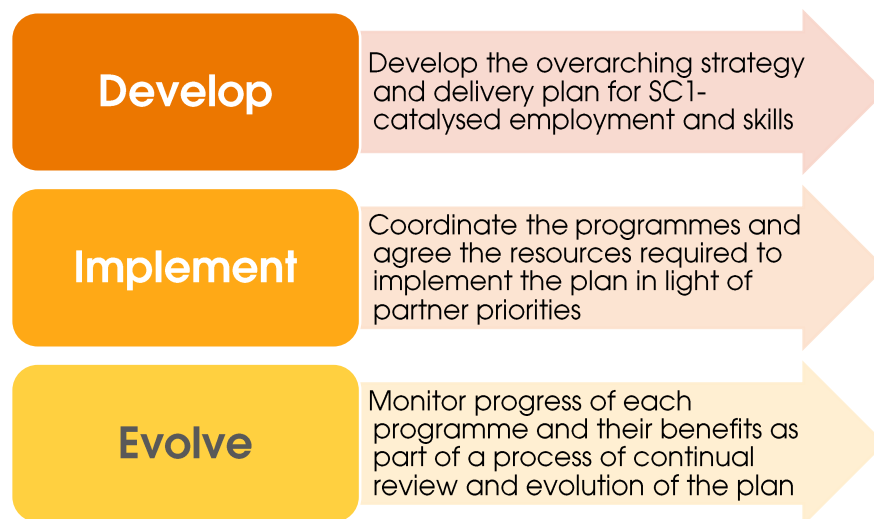 Develop
Develop the overarching strategy
and delivery plan for SC1-
catalysed employment and skills
Implement
Coordinate the programmes and
agree the resources required to
implement the plan in light of
partner priorities
Evolve
Monitor progress of each
programme and their benefits as
part of a process of continual
review and evolution of the plan